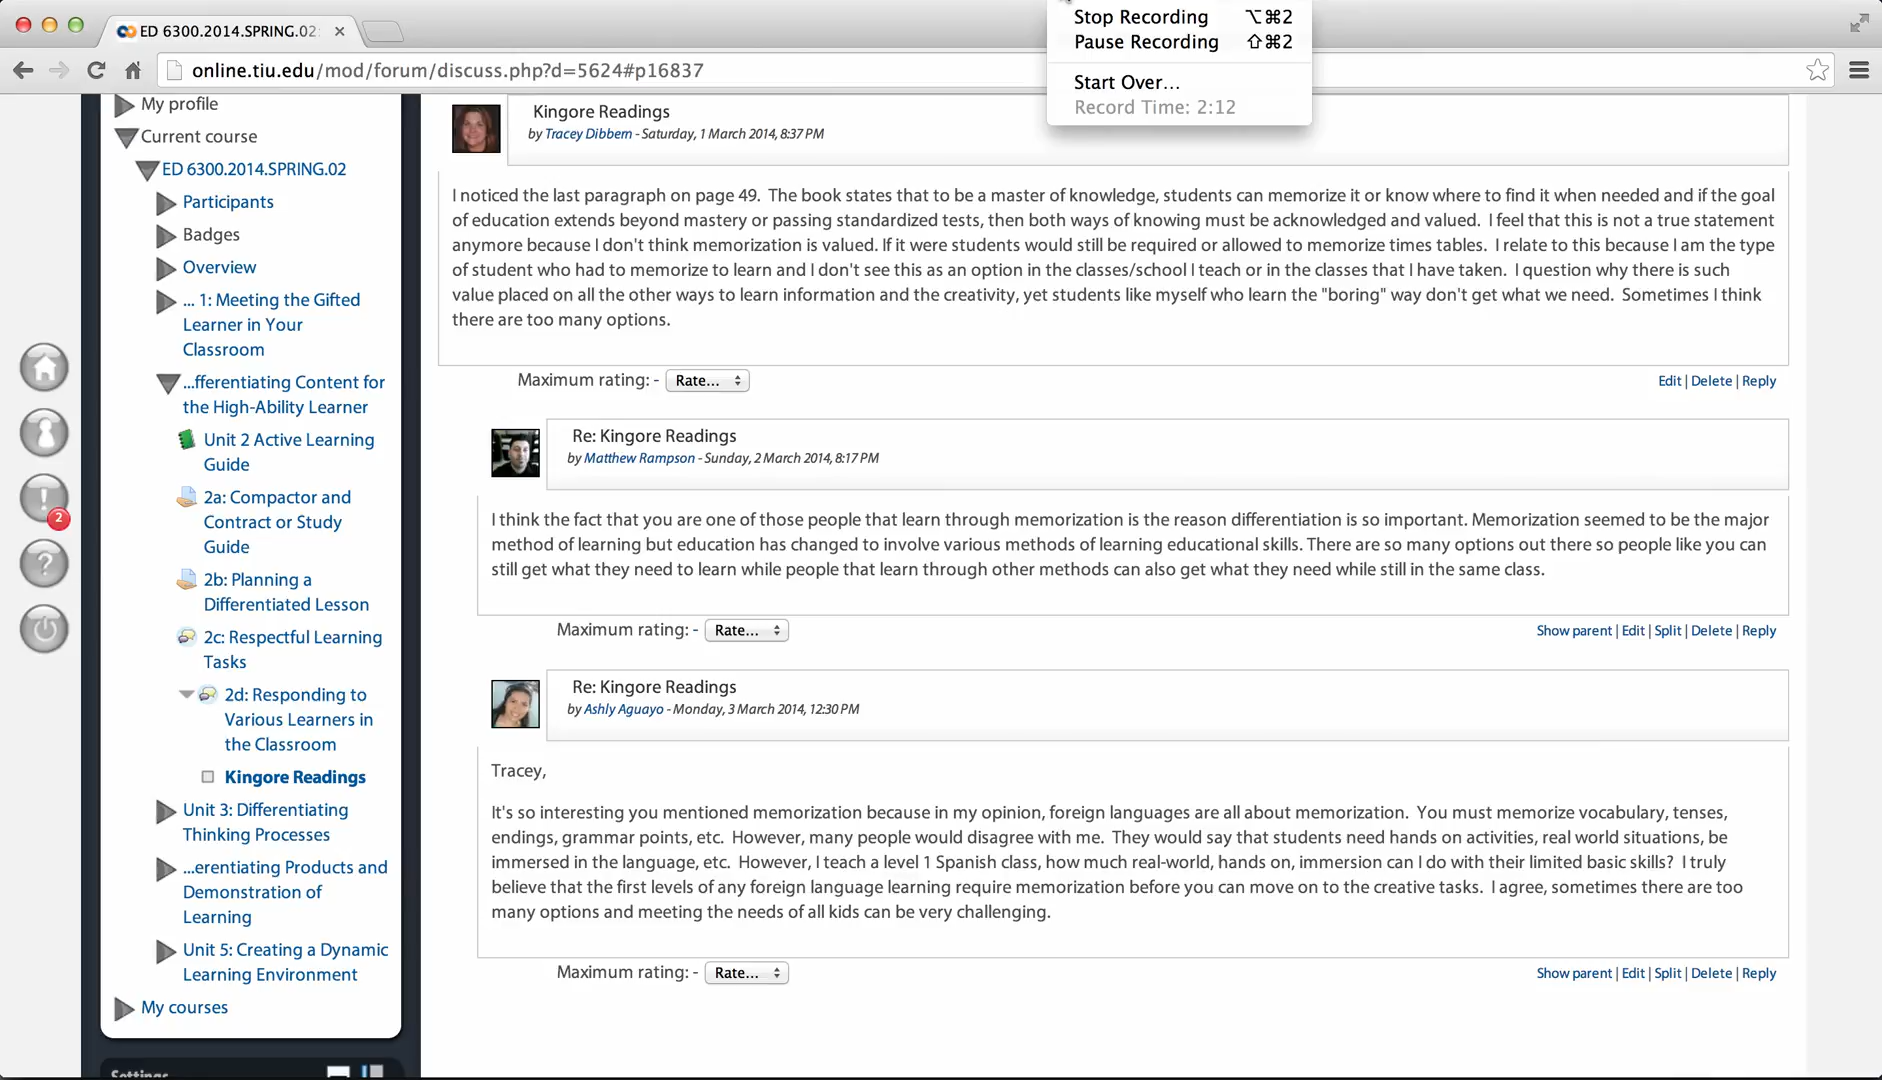 ED 6300.2014.SPRING.02
Stop Recording ⌥⌘2
Pause Recording ⇧⌘2
Start Over...
Record Time: 2:12
online.tiu.edu/mod/forum/discuss.php?d=5624#p16837
My profile
Current course
ED 6300.2014.SPRING.02
Participants
Badges
Overview
... 1: Meeting the Gifted
Learner in Your
Classroom
...fferentiating Content for
the High-Ability Learner
Unit 2 Active Learning
Guide
2a: Compactor and
Contract or Study
Guide
2b: Planning a
Differentiated Lesson
2c: Respectful Learning
Tasks
2d: Responding to
Various Learners in
the Classroom
Kingore Readings
Unit 3: Differentiating
Thinking Processes
...erentiating Products and
Demonstration of
Learning
Unit 5: Creating a Dynamic
Learning Environment
My courses
Settings
2
?
Kingore Readings
by Tracey Dibbern - Saturday, 1 March 2014, 8:37 PM
I noticed the last paragraph on page 49. The book states that to be a master of knowledge, students can memorize it or know where to find it when needed and if the goal
of education extends beyond mastery or passing standardized tests, then both ways of knowing must be acknowledged and valued. I feel that this is not a true statement
anymore because I don't think memorization is valued. If it were students would still be required or allowed to memorize times tables. I relate to this because I am the type
of student who had to memorize to learn and I don't see this as an option in the classes/school I teach or in the classes that I have taken. I question why there is such
value placed on all the other ways to learn information and the creativity, yet students like myself who learn the "boring" way don't get what we need. Sometimes I think
there are too many options.
Maximum rating: - Rate... Edit | Delete | Reply
Re: Kingore Readings
by Matthew Rampson - Sunday, 2 March 2014, 8:17 PM
I think the fact that you are one of those people that learn through memorization is the reason differentiation is so important. Memorization seemed to be the major
method of learning but education has changed to involve various methods of learning educational skills. There are so many options out there so people like you can
still get what they need to learn while people that learn through other methods can also get what they need while still in the same class.
Maximum rating: - Rate... Show parent | Edit | Split | Delete | Reply
Re: Kingore Readings
by Ashly Aguayo - Monday, 3 March 2014, 12:30 PM
Tracey,
It's so interesting you mentioned memorization because in my opinion, foreign languages are all about memorization. You must memorize vocabulary, tenses,
endings, grammar points, etc. However, many people would disagree with me. They would say that students need hands on activities, real world situations, be
immersed in the language, etc. However, I teach a level 1 Spanish class, how much real-world, hands on, immersion can I do with their limited basic skills? I truly
believe that the first levels of any foreign language learning require memorization before you can move on to the creative tasks. I agree, sometimes there are too
many options and meeting the needs of all kids can be very challenging.
Maximum rating: - Rate... Show parent | Edit | Split | Delete | Reply